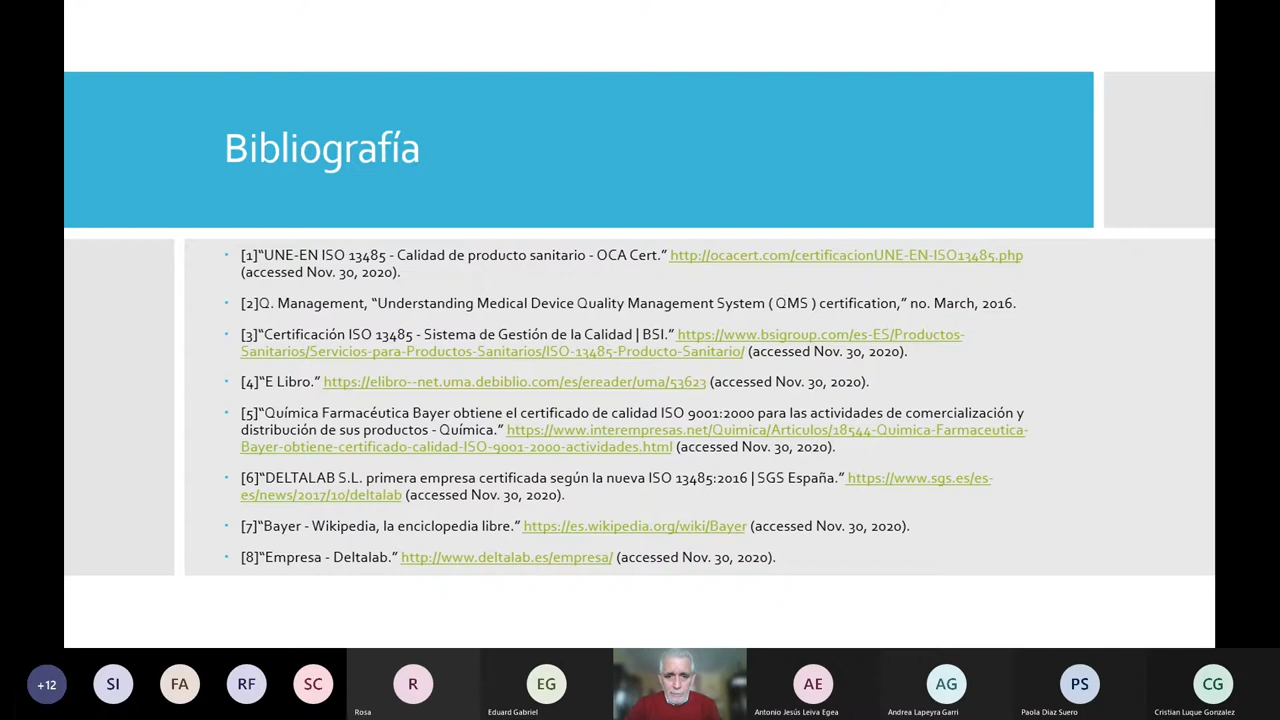 Bibliografía
[1]“UNE-EN ISO 13485 - Calidad de producto sanitario - OCA Cert.” http://ocacert.com/certificacionUNE-EN-ISO13485.php
(accessed Nov. 30, 2020).
[2]Q. Management, “Understanding Medical Device Quality Management System ( QMS ) certification,” no. March, 2016.
[3]“Certificación ISO 13485 - Sistema de Gestión de la Calidad | BSI.” https://www.bsigroup.com/es-ES/Productos-
Sanitarios/Servicios-para-Productos-Sanitarios/ISO-13485-Producto-Sanitario/ (accessed Nov. 30, 2020).
[4]“E Libro.” https://elibro--net.uma.debiblio.com/es/ereader/uma/53623 (accessed Nov. 30, 2020).
[5]“Química Farmacéutica Bayer obtiene el certificado de calidad ISO 9001:2000 para las actividades de comercialización y
distribución de sus productos - Química.” https://www.interempresas.net/Quimica/Articulos/18544-Quimica-Farmaceutica-
Bayer-obtiene-certificado-calidad-ISO-9001-2000-actividades.html (accessed Nov. 30, 2020).
[6]“DELTALAB S.L. primera empresa certificada según la nueva ISO 13485:2016 | SGS España.” https://www.sgs.es/es-
es/news/2017/10/deltalab (accessed Nov. 30, 2020).
[7]“Bayer - Wikipedia, la enciclopedia libre.” https://es.wikipedia.org/wiki/Bayer (accessed Nov. 30, 2020).
[8]“Empresa - Deltalab.” http://www.deltalab.es/empresa/ (accessed Nov. 30, 2020).
+12 SI FA RF SC R EG AE AG PS CG
Rosa Eduard Gabriel Antonio Jesús Leiva Egea Andrea Lapeyra Garri Paola Diaz Suero Cristian Luque Gonzalez